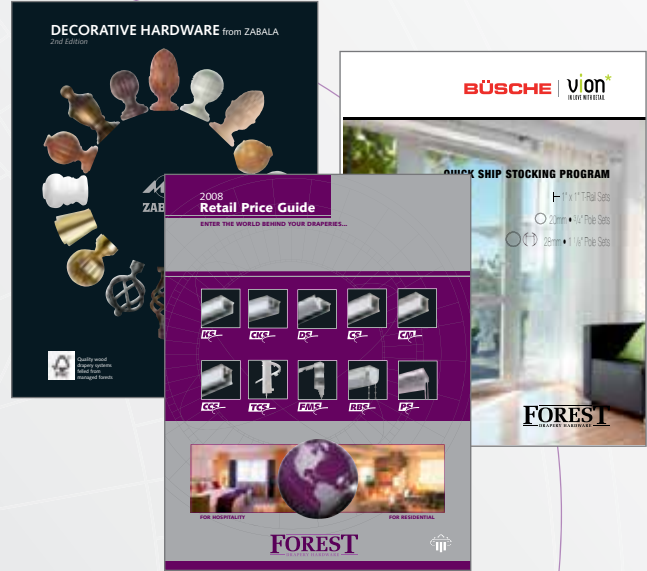 DECORATIVE HARDWARE from ZABALA
2nd Edition
ZAB
Quality wood
drapery systems
felled from
managed forests
BÜSCHE | vion*
IN LOVE WITH DETAIL
QUICK SHIP STOCKING PROGRAM
1" x 1" T-Rail Sets
20mm • ¾" Pole Sets
28mm • 1 ⅛" Pole Sets
FOREST
DRAPERY HARDWARE
2008
Retail Price Guide
ENTER THE WORLD BEHIND YOUR DRAPERIES...
KS
CKS
DS
CS
CM
CCS
TCS
FMS
RBS
PS
FOR HOSPITALITY
FOR RESIDENTIAL
FOREST
DRAPERY HARDWARE